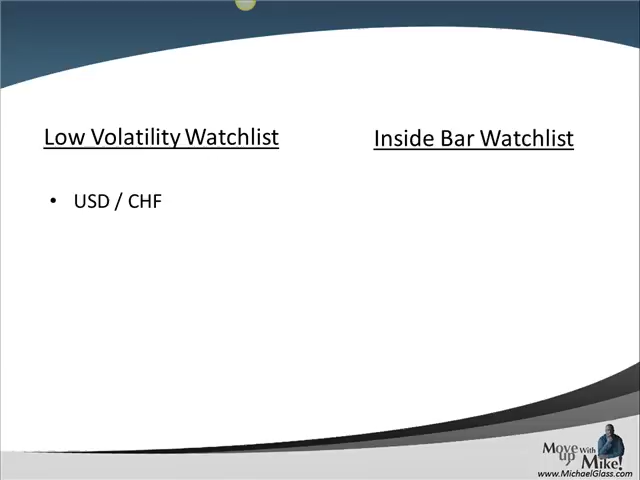 Low Volatility Watchlist
Inside Bar Watchlist
• USD / CHF
Move up With Mike!
www.MichaelGlass.com